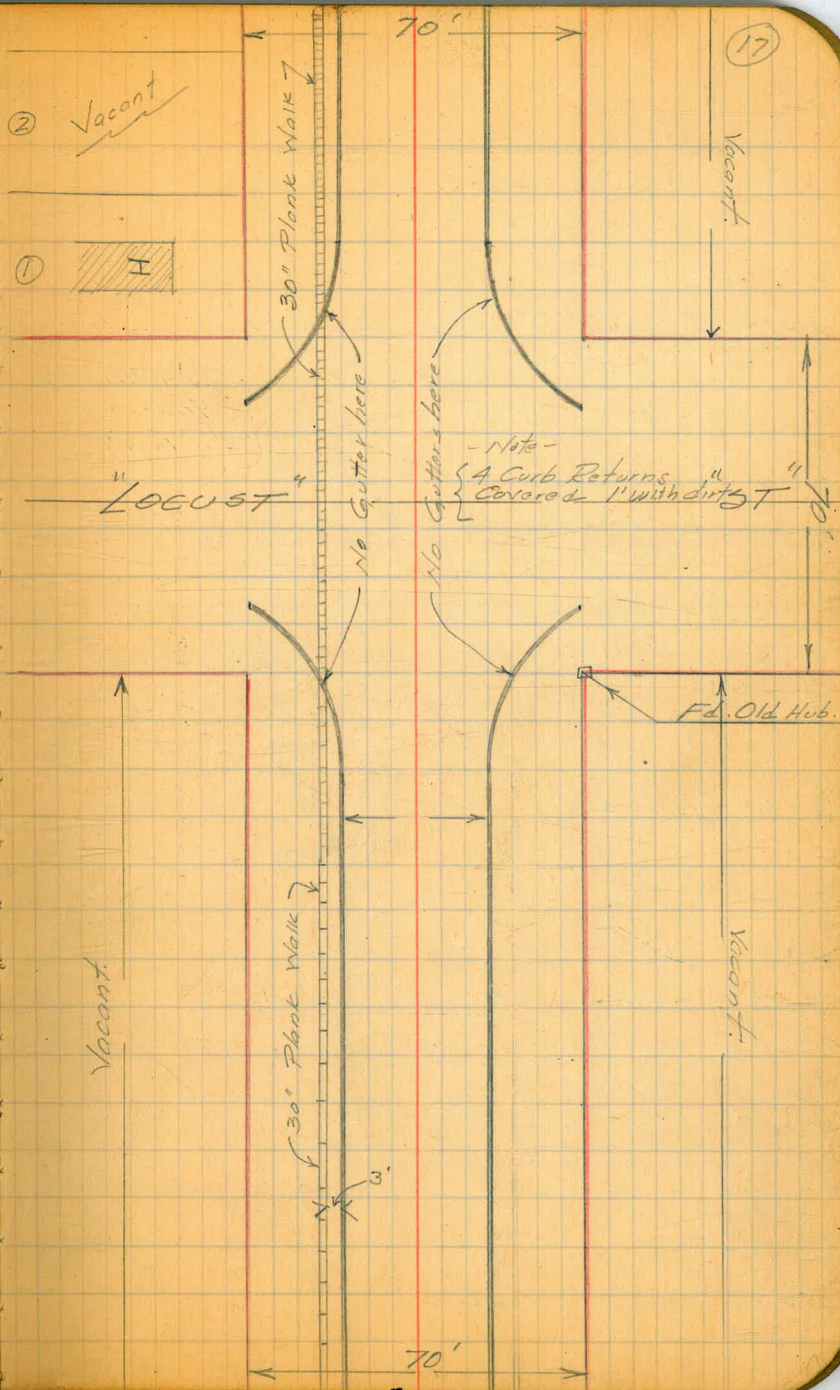 70'
17
2
Vacant
30" Plank Walk
Vacant.
1
H
No Gutter here
No Gutters here
- Note -
4 Curb Returns
Covered 1' with dirt
"LOCUST"
"ST"
70'
Fd. Old Hub.
Vacant.
30" Plank Walk
Vacant.
3'
70'